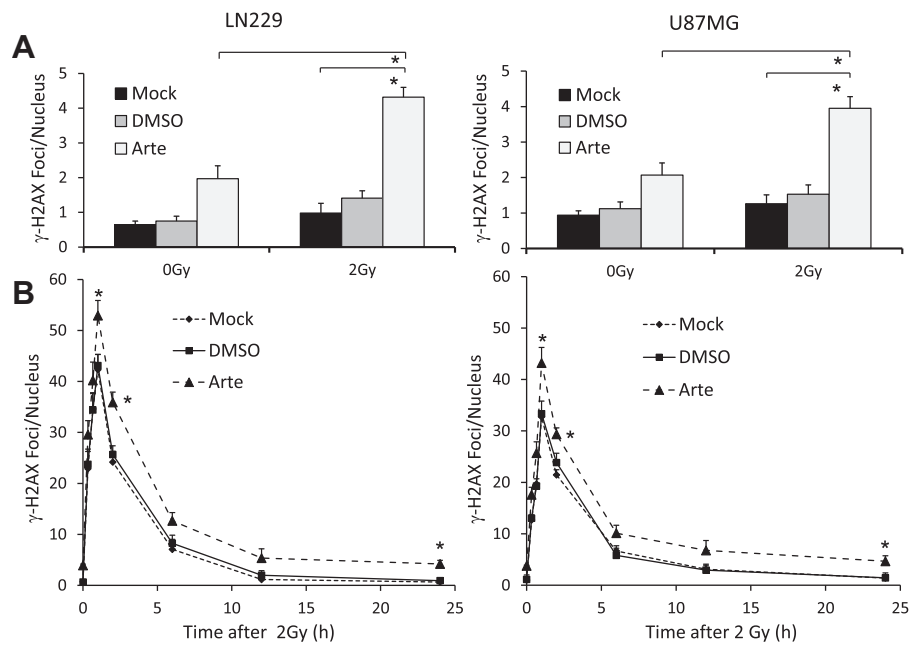 LN229
U87MG
A
*
*
*
*
5
4
3
2
1
0
γ-H2AX Foci/Nucleus
Mock
DMSO
Arte
0Gy
2Gy
5
4
3
2
1
0
γ-H2AX Foci/Nucleus
Mock
DMSO
Arte
0Gy
2Gy
B
60
50
40
30
20
10
0
γ-H2AX Foci/Nucleus
*
*
*
Mock
DMSO
Arte
0 5 10 15 20 25
Time after 2Gy (h)
60
50
40
30
20
10
0
γ-H2AX Foci/Nucleus
*
*
*
Mock
DMSO
Arte
0 5 10 15 20 25
Time after 2 Gy (h)